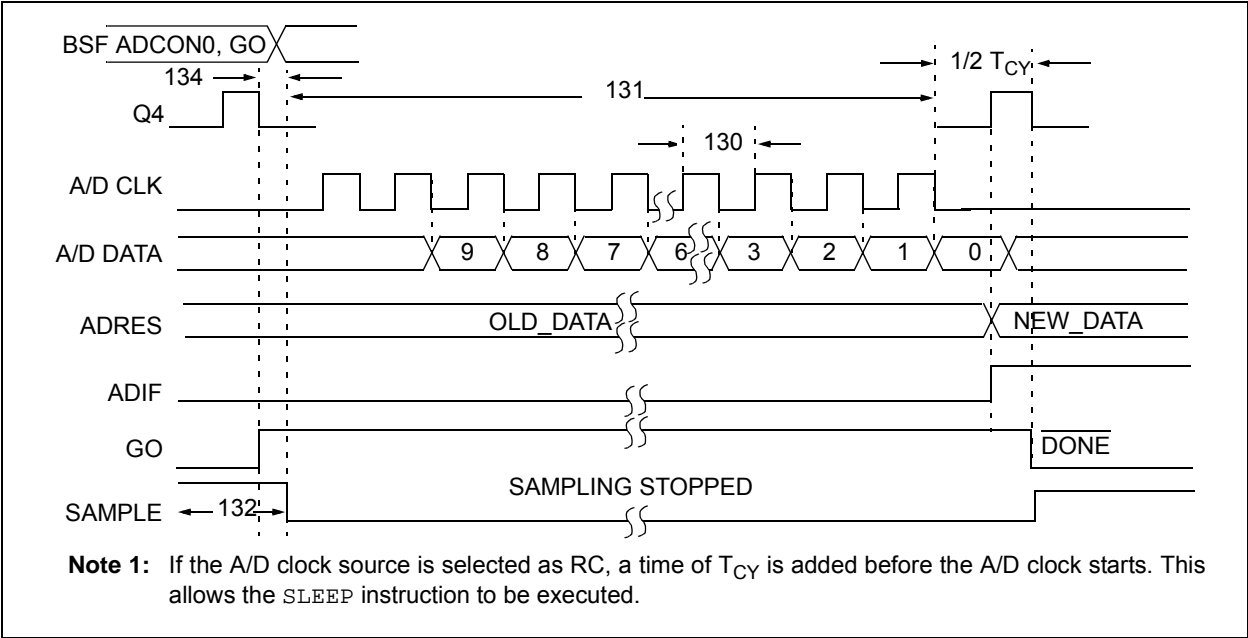 BSF ADCON0, GO
1/2 TCY
134
131
Q4
130
A/D CLK
A/D DATA 9 8 7 6 3 2 1 0
ADRES OLD_DATA NEW_DATA
ADIF
GO DONE
SAMPLING STOPPED
SAMPLE 132
Note 1: If the A/D clock source is selected as RC, a time of TCY is added before the A/D clock starts. This
allows the SLEEP instruction to be executed.